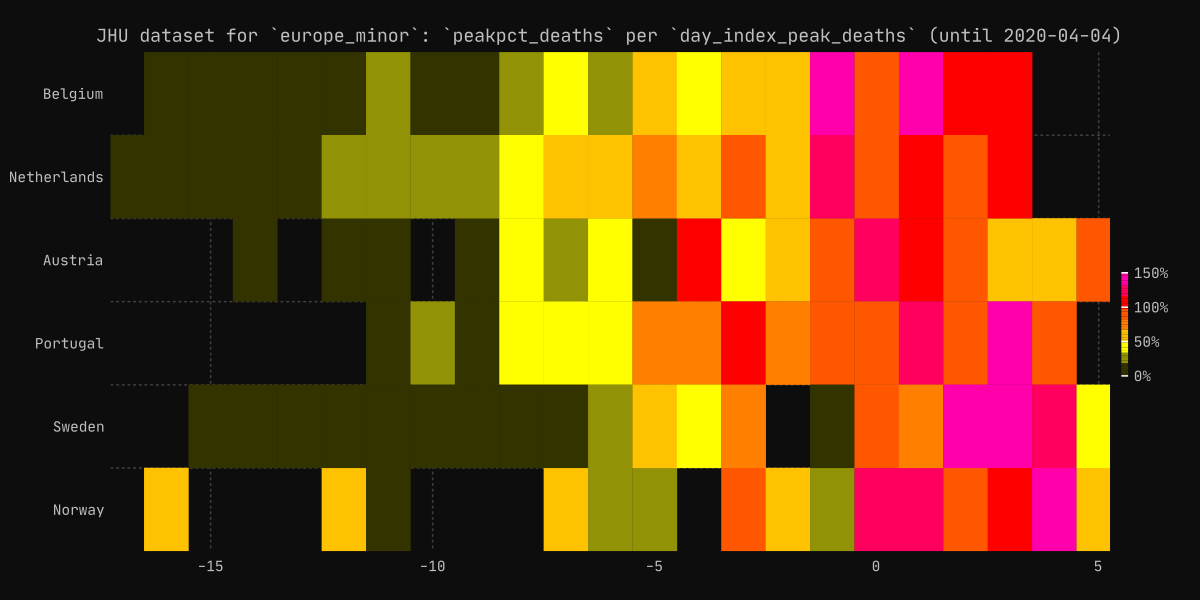 JHU dataset for `europe_minor`: `peakpct_deaths` per `day_index_peak_deaths` (until 2020-04-04)
Belgium
Netherlands
Austria
Portugal
Sweden
Norway
-15
-10
-5
0
5
150%
100%
50%
0%